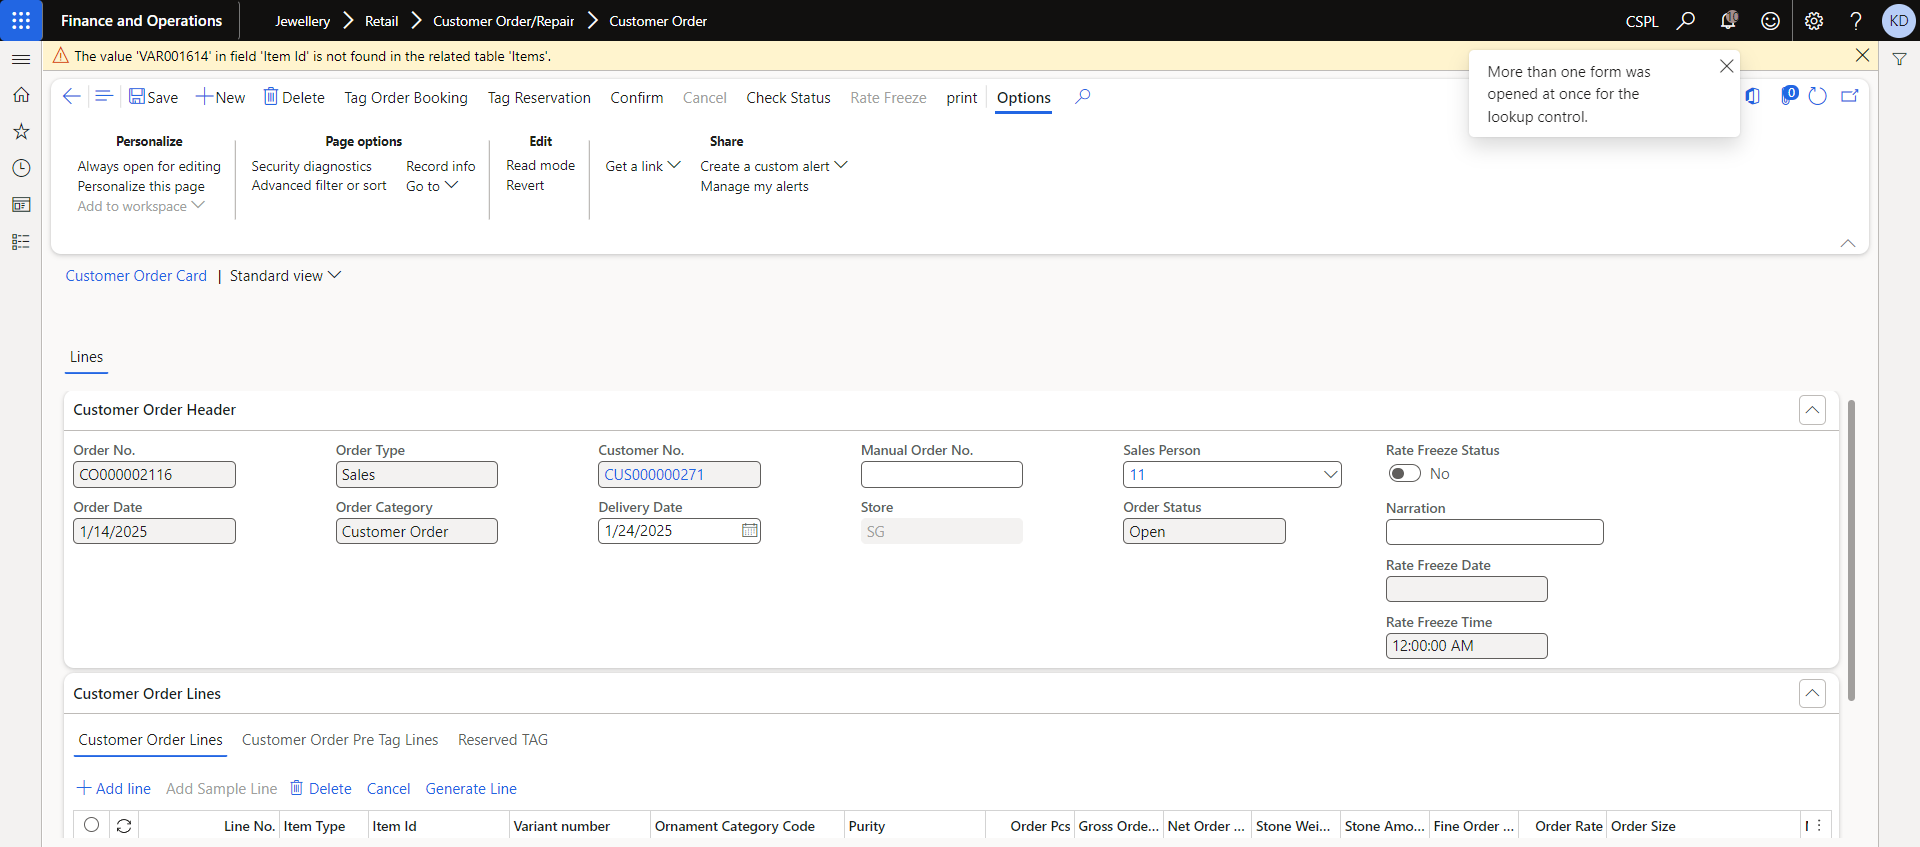 Finance and Operations
Jewellery
Retail
Customer Order/Repair
Customer Order
CSPL
KD
The value 'VAR001614' in field 'Item Id' is not found in the related table 'Items'.
More than one form was
opened at once for the
lookup control.
Save
New
Delete
Tag Order Booking
Tag Reservation
Confirm
Cancel
Check Status
Rate Freeze
print
Options
0
Personalize
Always open for editing
Personalize this page
Add to workspace
Page options
Security diagnostics
Advanced filter or sort
Record info
Go to
Edit
Read mode
Revert
Get a link
Share
Create a custom alert
Manage my alerts
Customer Order Card | Standard view
Lines
Customer Order Header
Order No.
CO000002116
Order Type
Sales
Customer No.
CUS000000271
Manual Order No.
Sales Person
11
Rate Freeze Status
No
Order Date
1/14/2025
Order Category
Customer Order
Delivery Date
1/24/2025
Store
SG
Order Status
Open
Narration
Rate Freeze Date
Rate Freeze Time
12:00:00 AM
Customer Order Lines
Customer Order Lines
Customer Order Pre Tag Lines
Reserved TAG
Add line
Add Sample Line
Delete
Cancel
Generate Line
Line No.
Item Type
Item Id
Variant number
Ornament Category Code
Purity
Order Pcs
Gross Orde...
Net Order ...
Stone Wei...
Stone Amo...
Fine Order ...
Order Rate
Order Size